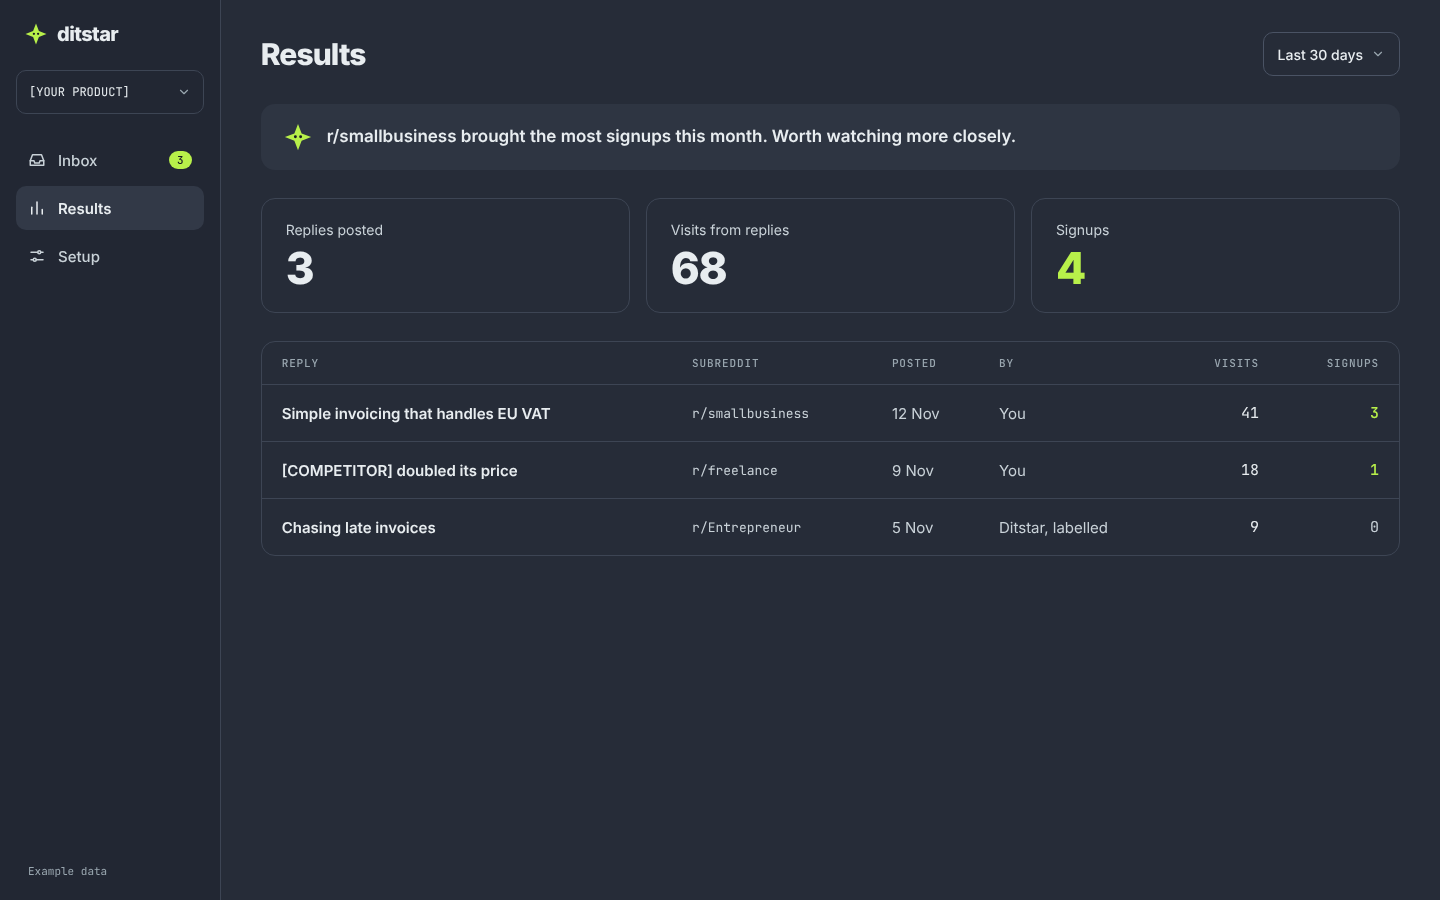 ditstar
[YOUR PRODUCT]
Inbox 3
Results
Setup
Example data
Results
Last 30 days
r/smallbusiness brought the most signups this month. Worth watching more closely.
Replies posted
3
Visits from replies
68
Signups
4
REPLY SUBREDDIT POSTED BY VISITS SIGNUPS
Simple invoicing that handles EU VAT r/smallbusiness 12 Nov You 41 3
[COMPETITOR] doubled its price r/freelance 9 Nov You 18 1
Chasing late invoices r/Entrepreneur 5 Nov Ditstar, labelled 9 0